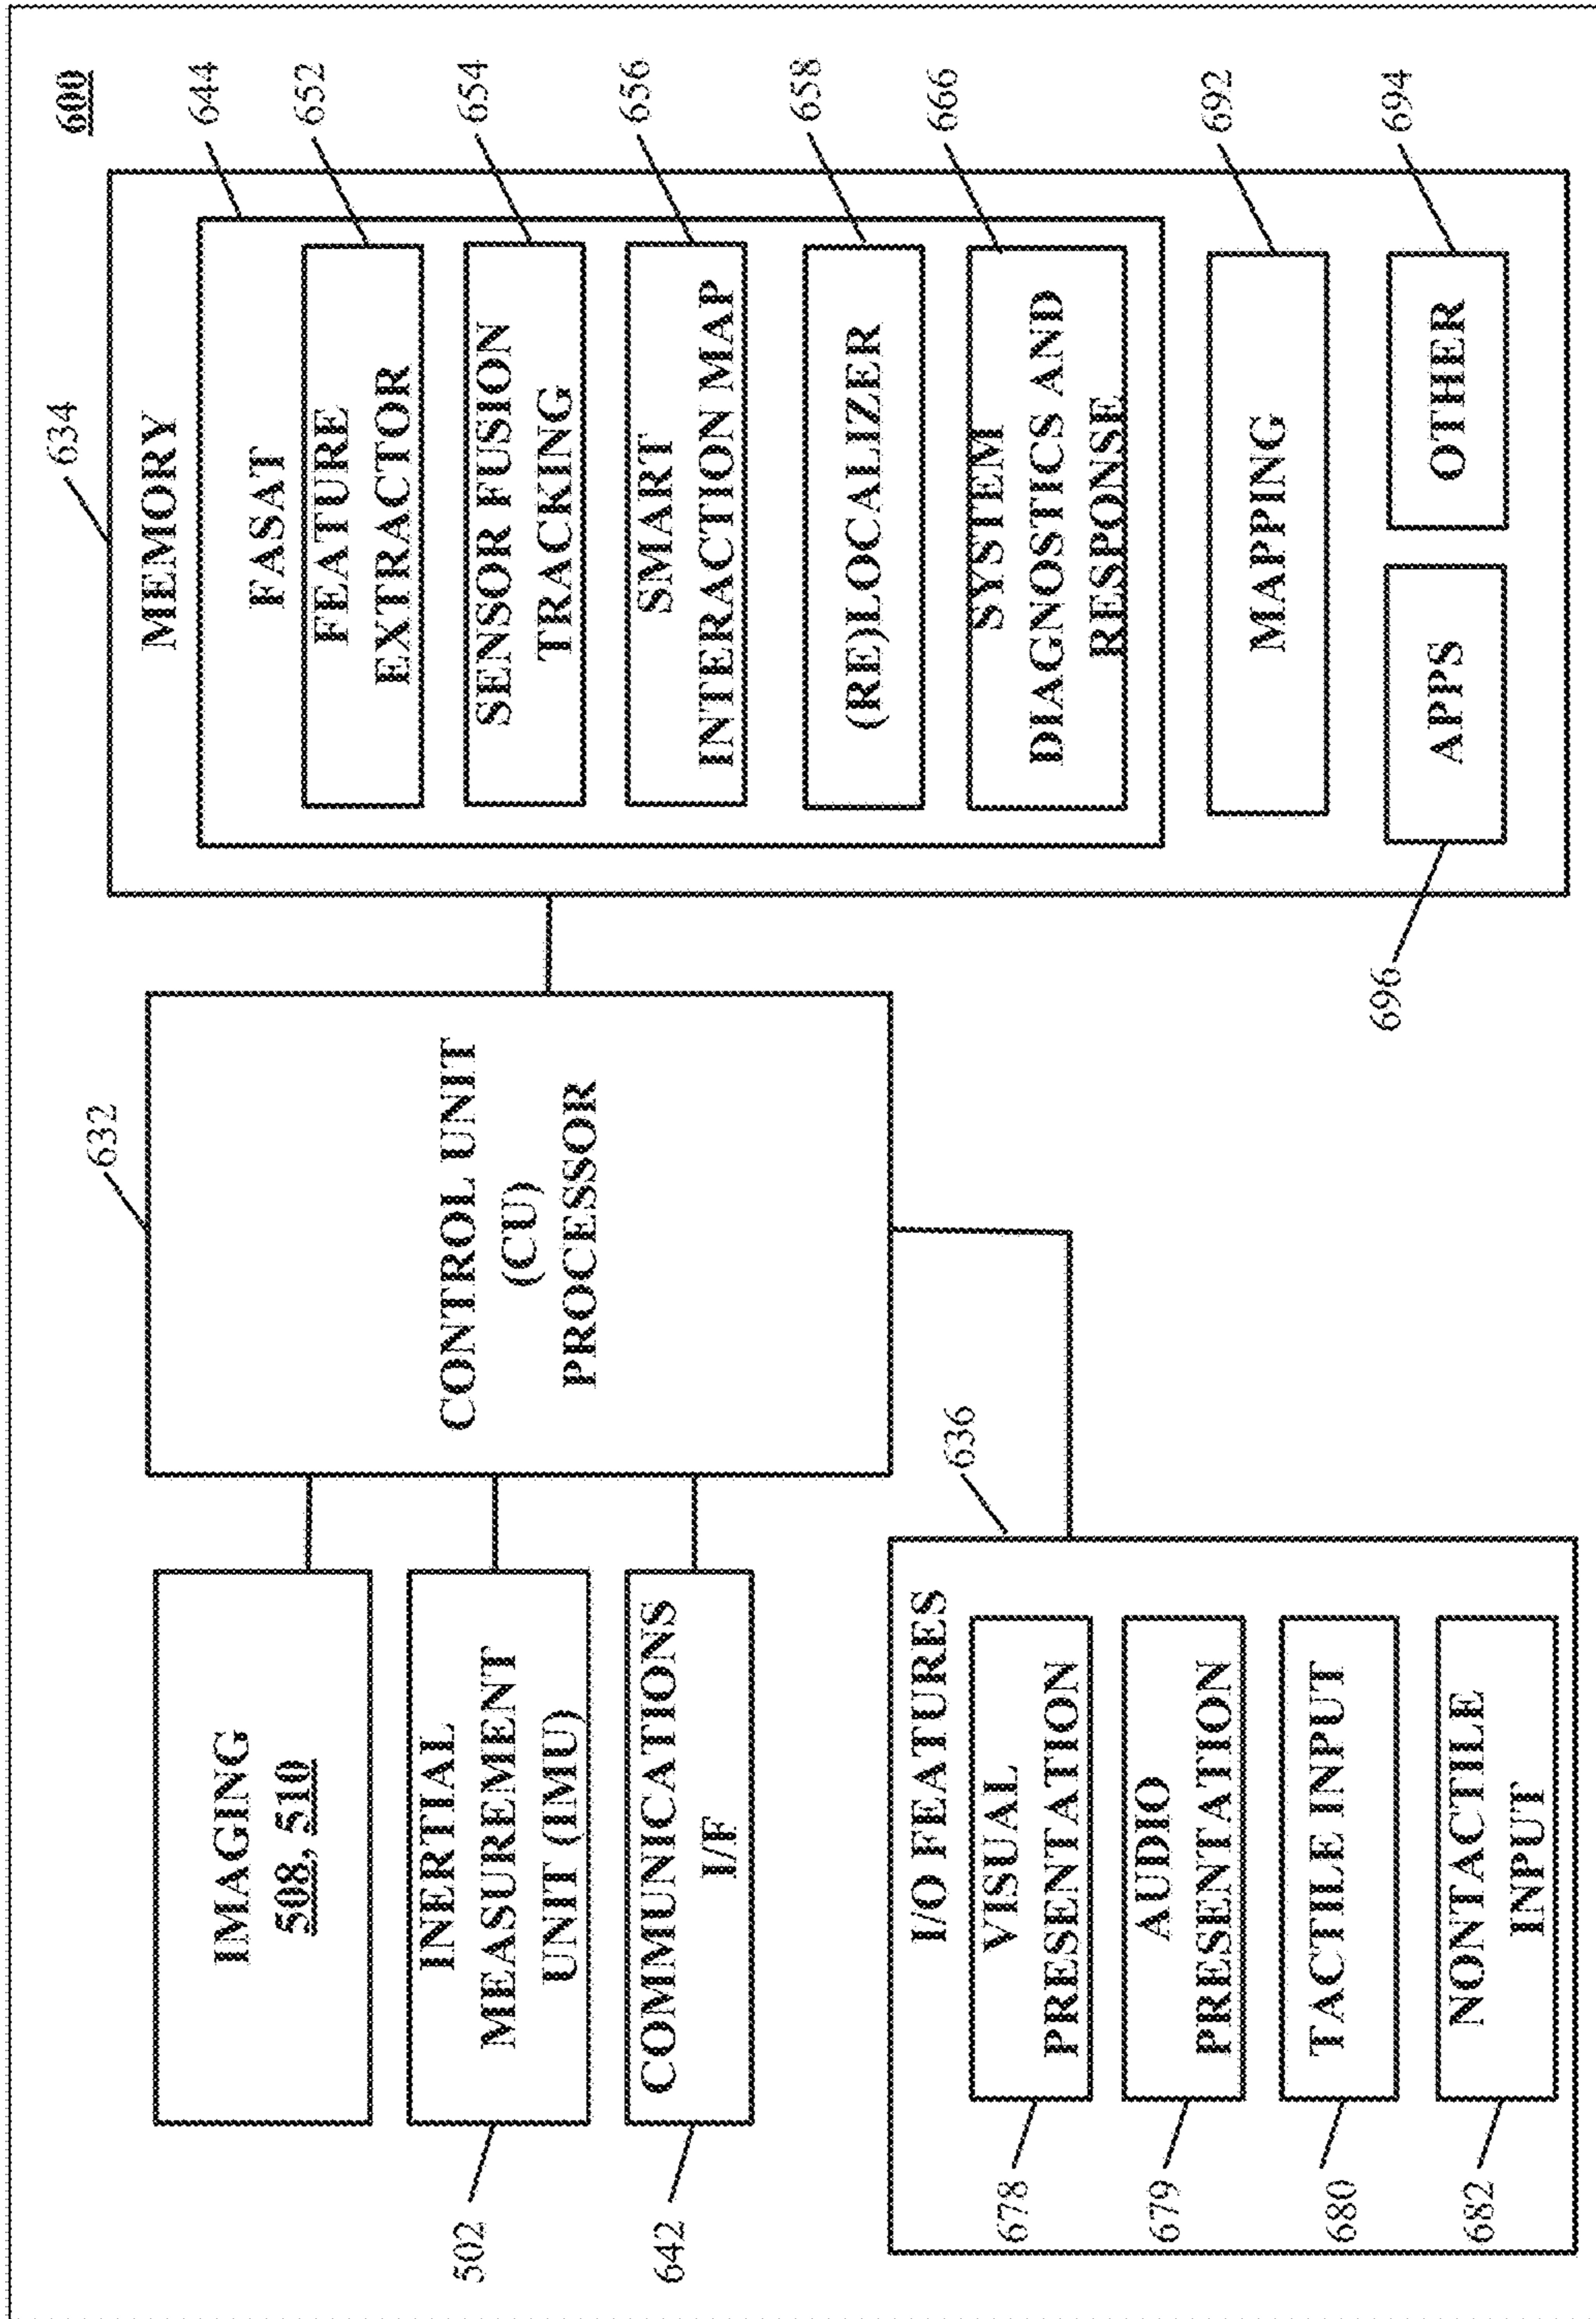 600
IMAGING
508, 510
INERTIAL
MEASUREMENT
UNIT (IMU)
502
COMMUNICATIONS
I/F
642
632
CONTROL UNIT
(CU)
PROCESSOR
634
MEMORY
FASAT
644
FEATURE
EXTRACTOR
652
SENSOR FUSION
TRACKING
654
SMART
INTERACTION MAP
656
(RE)LOCALIZER
658
SYSTEM
DIAGNOSTICS AND
RESPONSE
666
MAPPING
692
APPS
696
OTHER
694
636
I/O FEATURES
VISUAL
PRESENTATION
678
AUDIO
PRESENTATION
679
TACTILE INPUT
680
NONTACTILE
INPUT
682